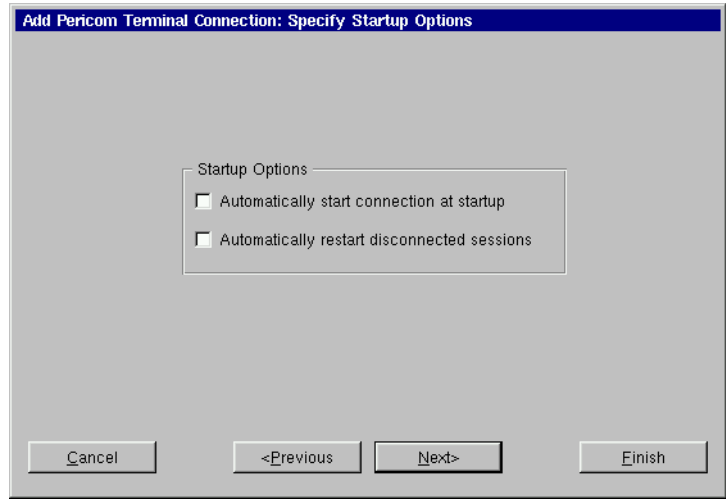 Add Pericom Terminal Connection: Specify Startup Options
Startup Options
Automatically start connection at startup
Automatically restart disconnected sessions
Cancel
<Previous
Next>
Finish